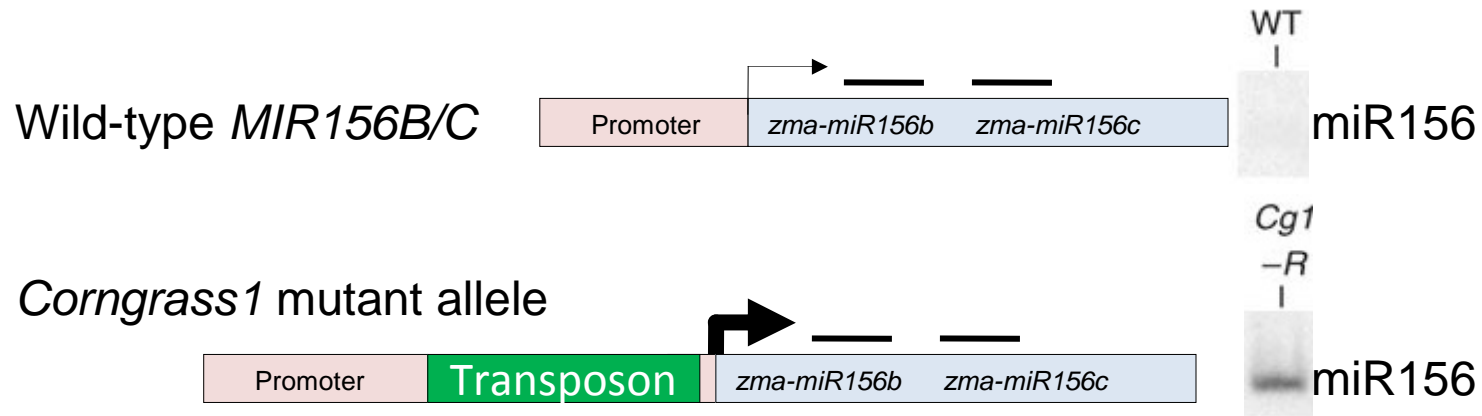 WT
Wild-type MIR156B/C
Promoter zma-miR156b zma-miR156c
miR156
Cg1
–R
Corngrass1 mutant allele
Promoter Transposon zma-miR156b zma-miR156c
miR156